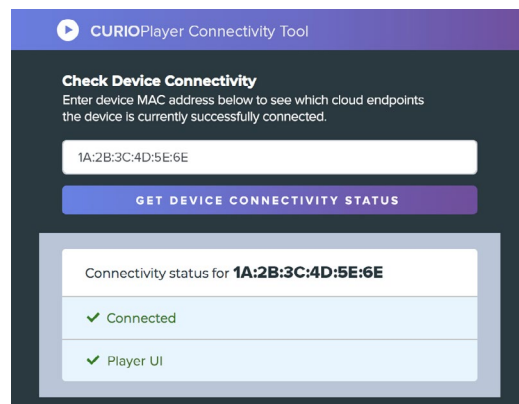 CURIOPlayer Connectivity Tool
Check Device Connectivity
Enter device MAC address below to see which cloud endpoints
the device is currently successfully connected.
1A:2B:3C:4D:5E:6E
GET DEVICE CONNECTIVITY STATUS
Connectivity status for 1A:2B:3C:4D:5E:6E
Connected
Player UI